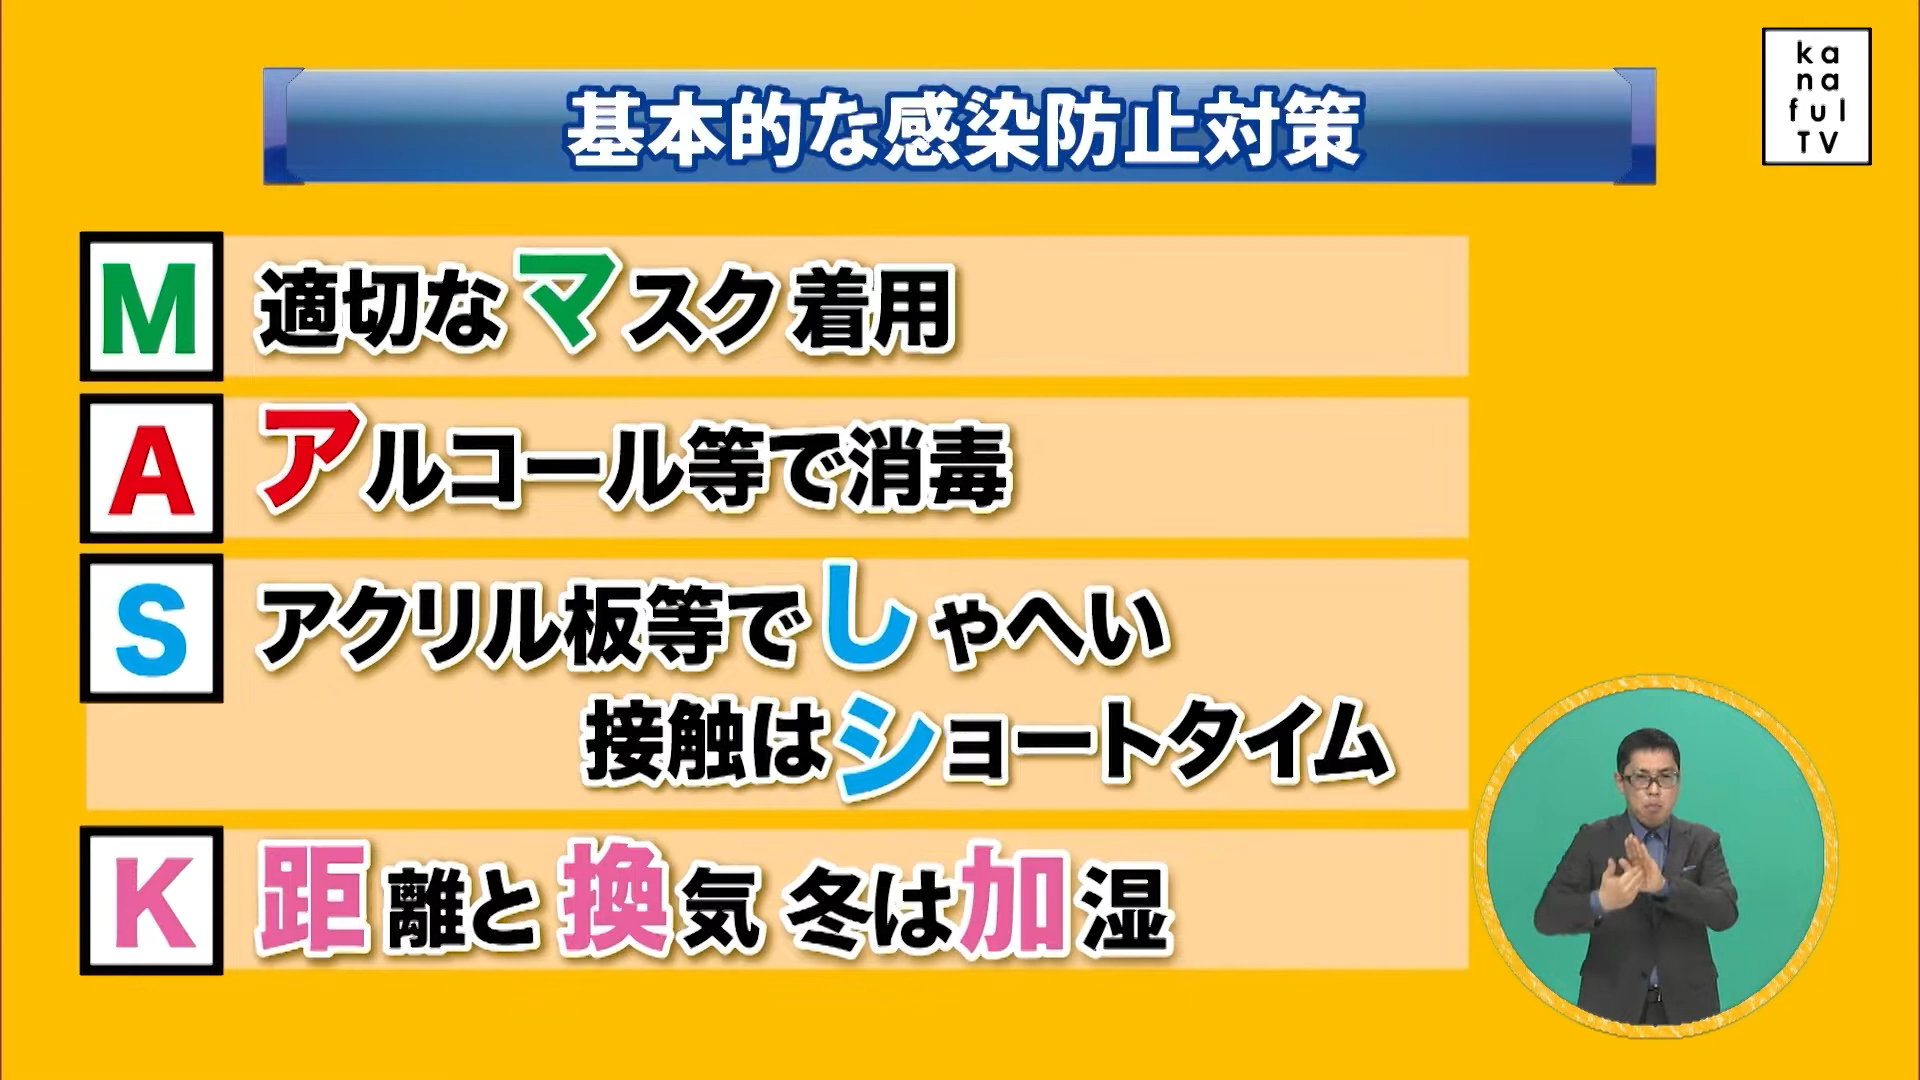 基本的な感染防止対策
ka
na
ful
TV
M 適切なマスク着用
A アルコール等で消毒
S アクリル板等でしゃへい
接触はショートタイム
K 距離と換気 冬は加湿